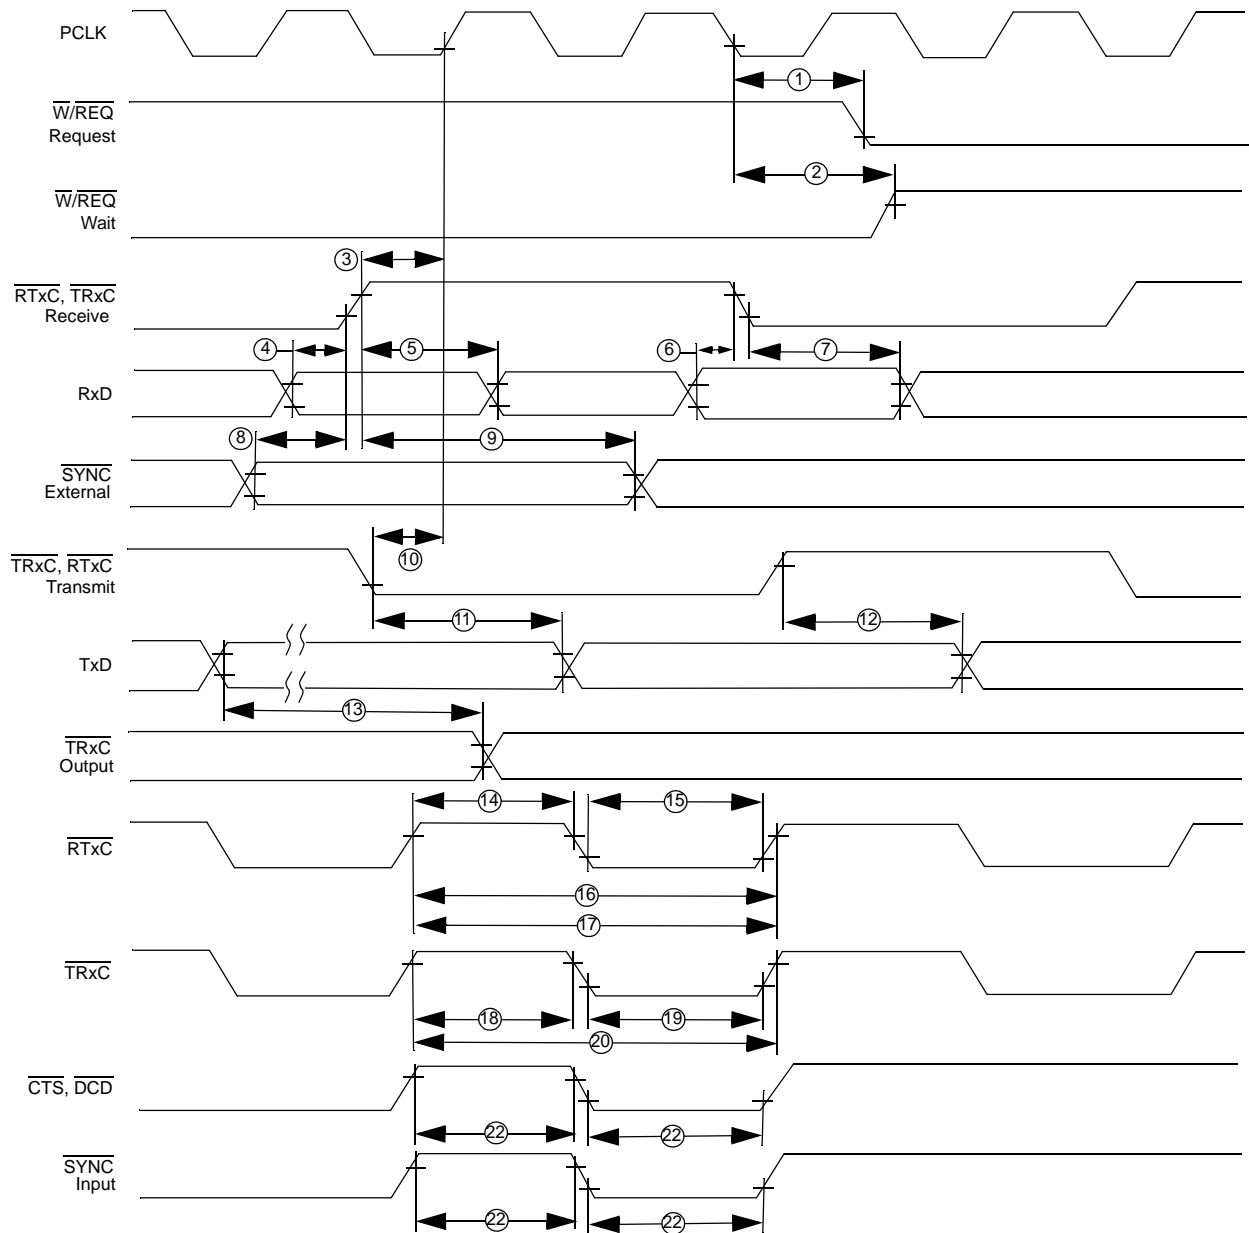 PCLK
1
W/REQ
Request
2
W/REQ
Wait
3
RTxC, TRxC
Receive
4
5
6
7
RxD
8
9
SYNC
External
10
TRxC, RTxC
Transmit
11
12
TxD
13
TRxC
Output
14
15
RTxC
16
17
TRxC
18
19
20
CTS, DCD
22
22
SYNC
Input
22
22